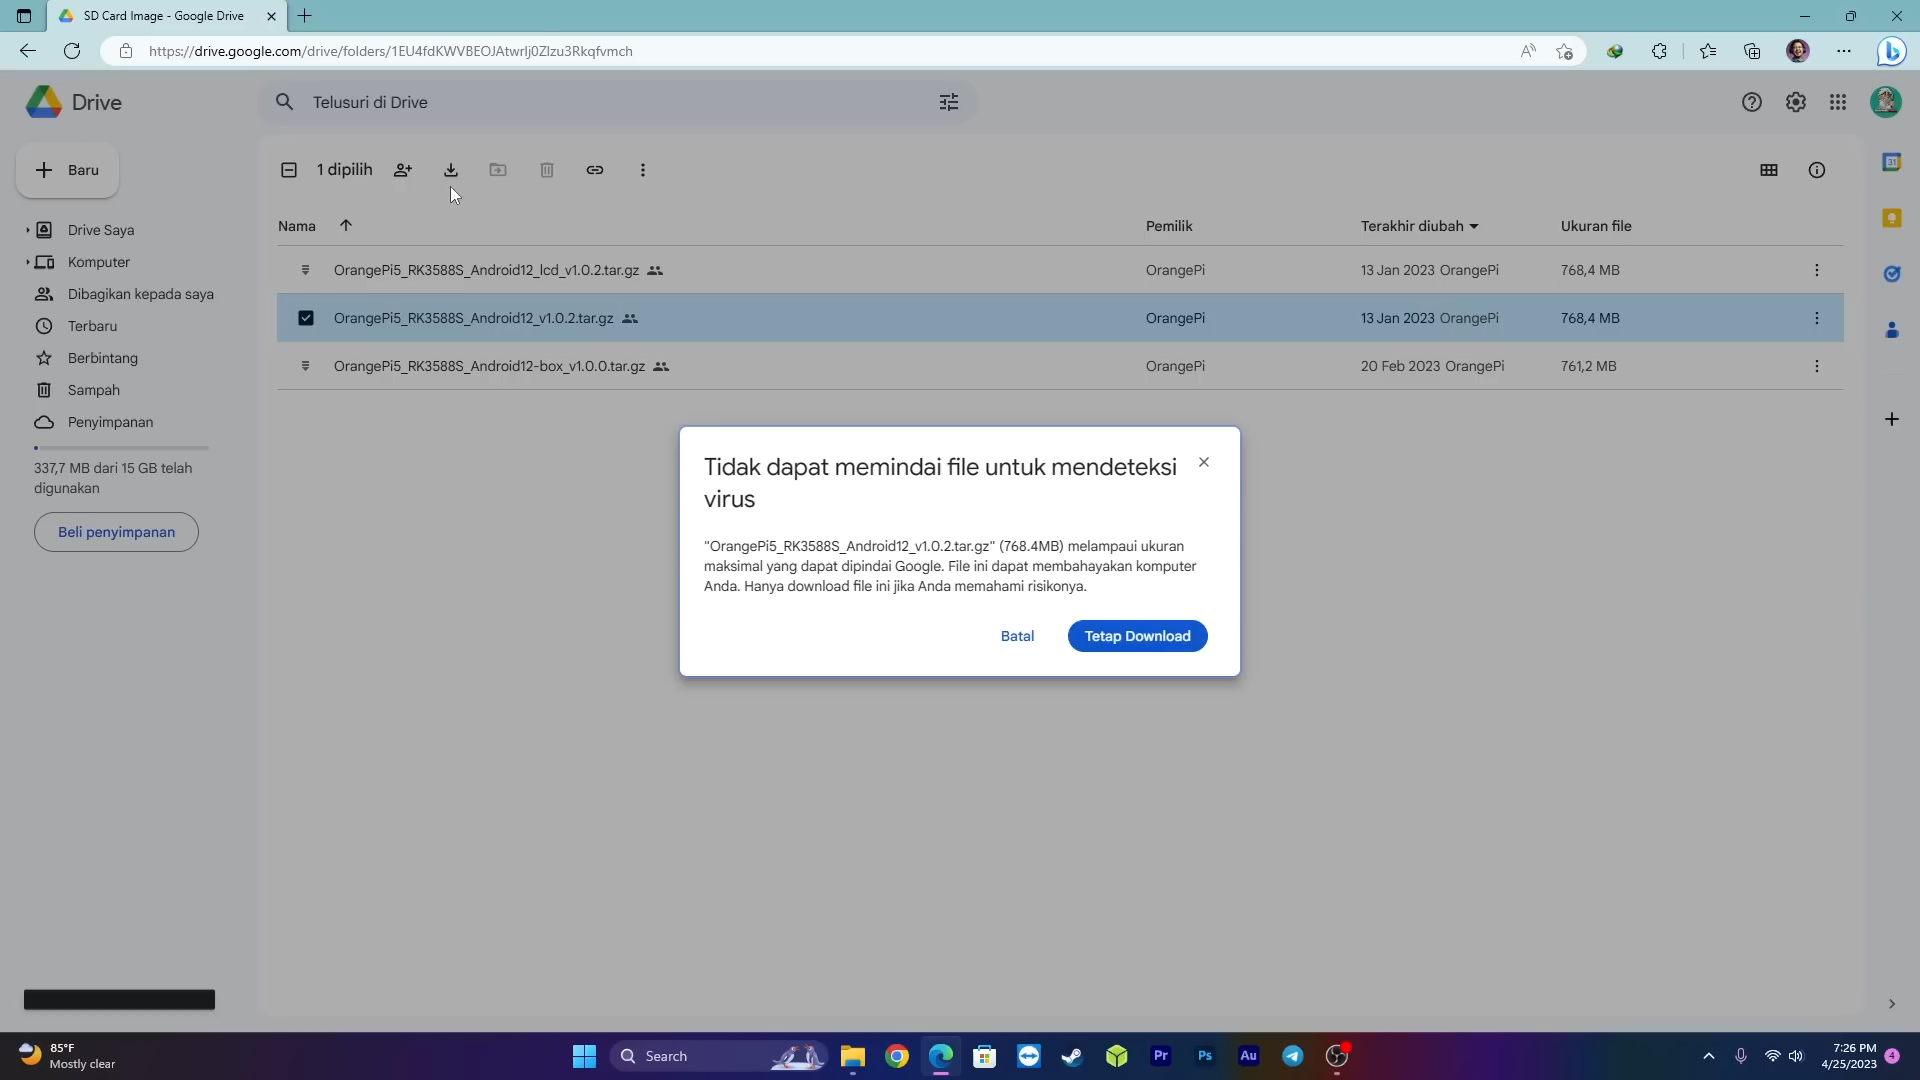 SD Card Image - Google Drive
https://drive.google.com/drive/folders/1EU4fdKWVBEOJAtwrIj0ZIzu3Rkqfvmch
Drive
Telusuri di Drive
Baru
1 dipilih
Nama
Pemilik
Terakhir diubah
Ukuran file
Drive Saya
Komputer
Dibagikan kepada saya
Terbaru
Berbintang
Sampah
Penyimpanan
337,7 MB dari 15 GB telah
digunakan
Beli penyimpanan
OrangePi5_RK3588S_Android12_lcd_v1.0.2.tar.gz OrangePi 13 Jan 2023 OrangePi 768,4 MB
OrangePi5_RK3588S_Android12_v1.0.2.tar.gz OrangePi 13 Jan 2023 OrangePi 768,4 MB
OrangePi5_RK3588S_Android12-box_v1.0.0.tar.gz OrangePi 20 Feb 2023 OrangePi 761,2 MB
31
Tidak dapat memindai file untuk mendeteksi
virus
"OrangePi5_RK3588S_Android12_v1.0.2.tar.gz" (768.4MB) melampaui ukuran
maksimal yang dapat dipindai Google. File ini dapat membahayakan komputer
Anda. Hanya download file ini jika Anda memahami risikonya.
Batal
Tetap Download
85°F
Mostly clear
Search
Pr
Ps
Au
7:26 PM
4/25/2023
4